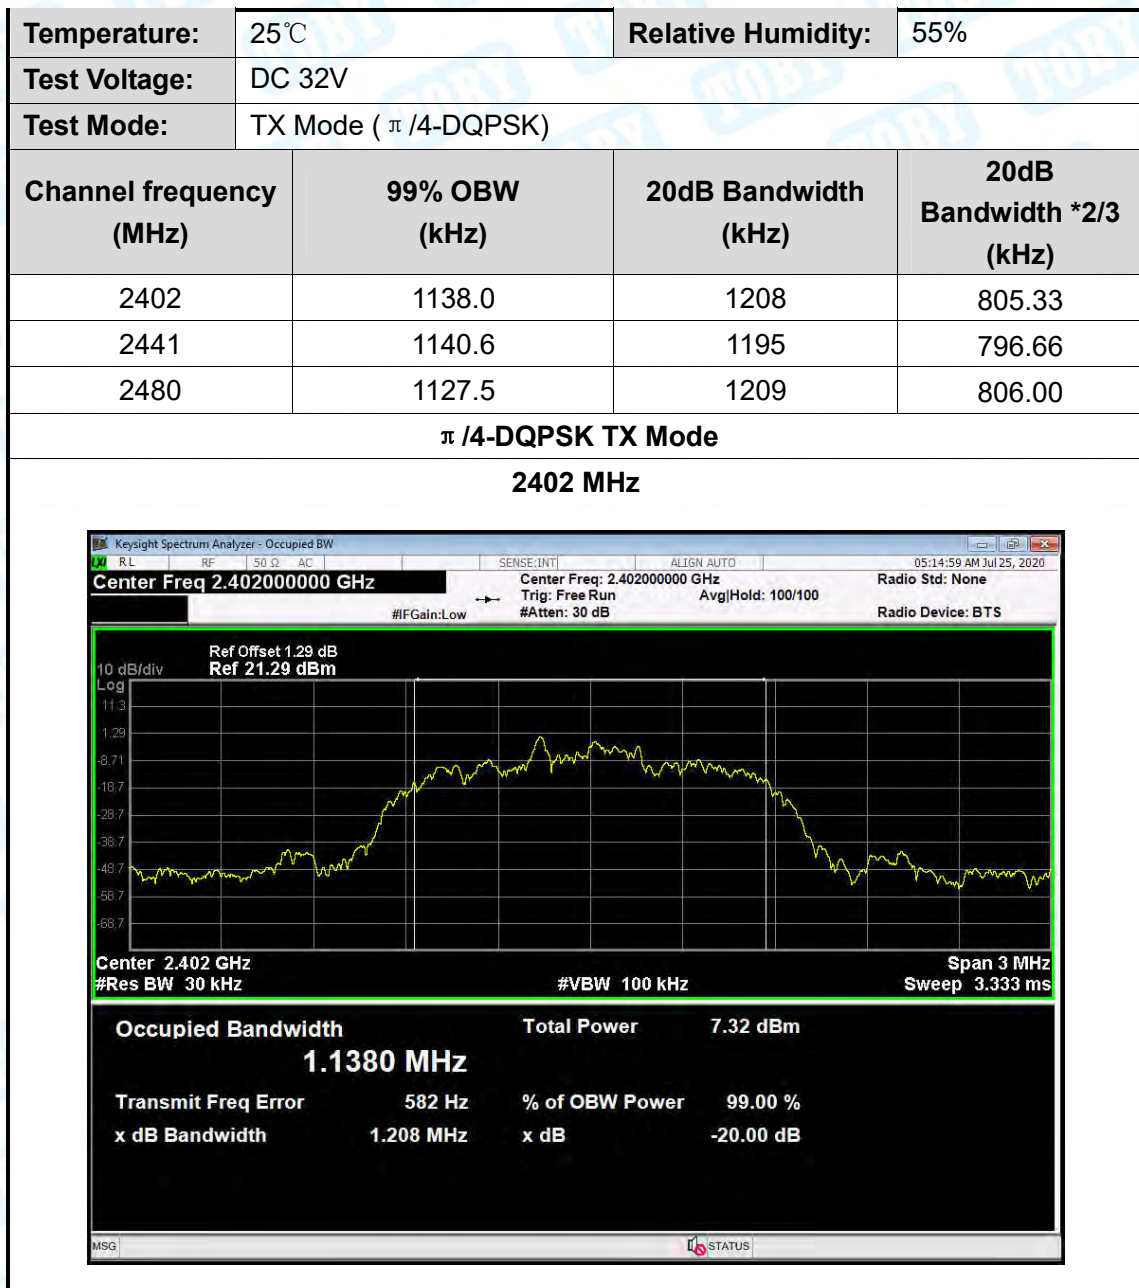 Temperature: 25℃ Relative Humidity: 55%
Test Voltage: DC 32V
Test Mode: TX Mode ( π /4-DQPSK)
Channel frequency (MHz) 99% OBW (kHz) 20dB Bandwidth (kHz) 20dB Bandwidth *2/3 (kHz)
2402 1138.0 1208 805.33
2441 1140.6 1195 796.66
2480 1127.5 1209 806.00
π /4-DQPSK TX Mode
2402 MHz
Keysight Spectrum Analyzer - Occupied BW
LXI RL RF 50 Ω AC SENSE:INT ALIGN AUTO 05:14:59 AM Jul 25, 2020
Center Freq 2.402000000 GHz Center Freq: 2.402000000 GHz Radio Std: None
Trig: Free Run Avg|Hold: 100/100
#IFGain:Low #Atten: 30 dB Radio Device: BTS
Ref Offset 1.29 dB
10 dB/div Ref 21.29 dBm
Log
11.3
1.29
-8.71
-18.7
-28.7
-38.7
-48.7
-58.7
-68.7
Center 2.402 GHz Span 3 MHz
#Res BW 30 kHz #VBW 100 kHz Sweep 3.333 ms
Occupied Bandwidth Total Power 7.32 dBm
1.1380 MHz
Transmit Freq Error 582 Hz % of OBW Power 99.00 %
x dB Bandwidth 1.208 MHz x dB -20.00 dB
MSG STATUS
TOBY